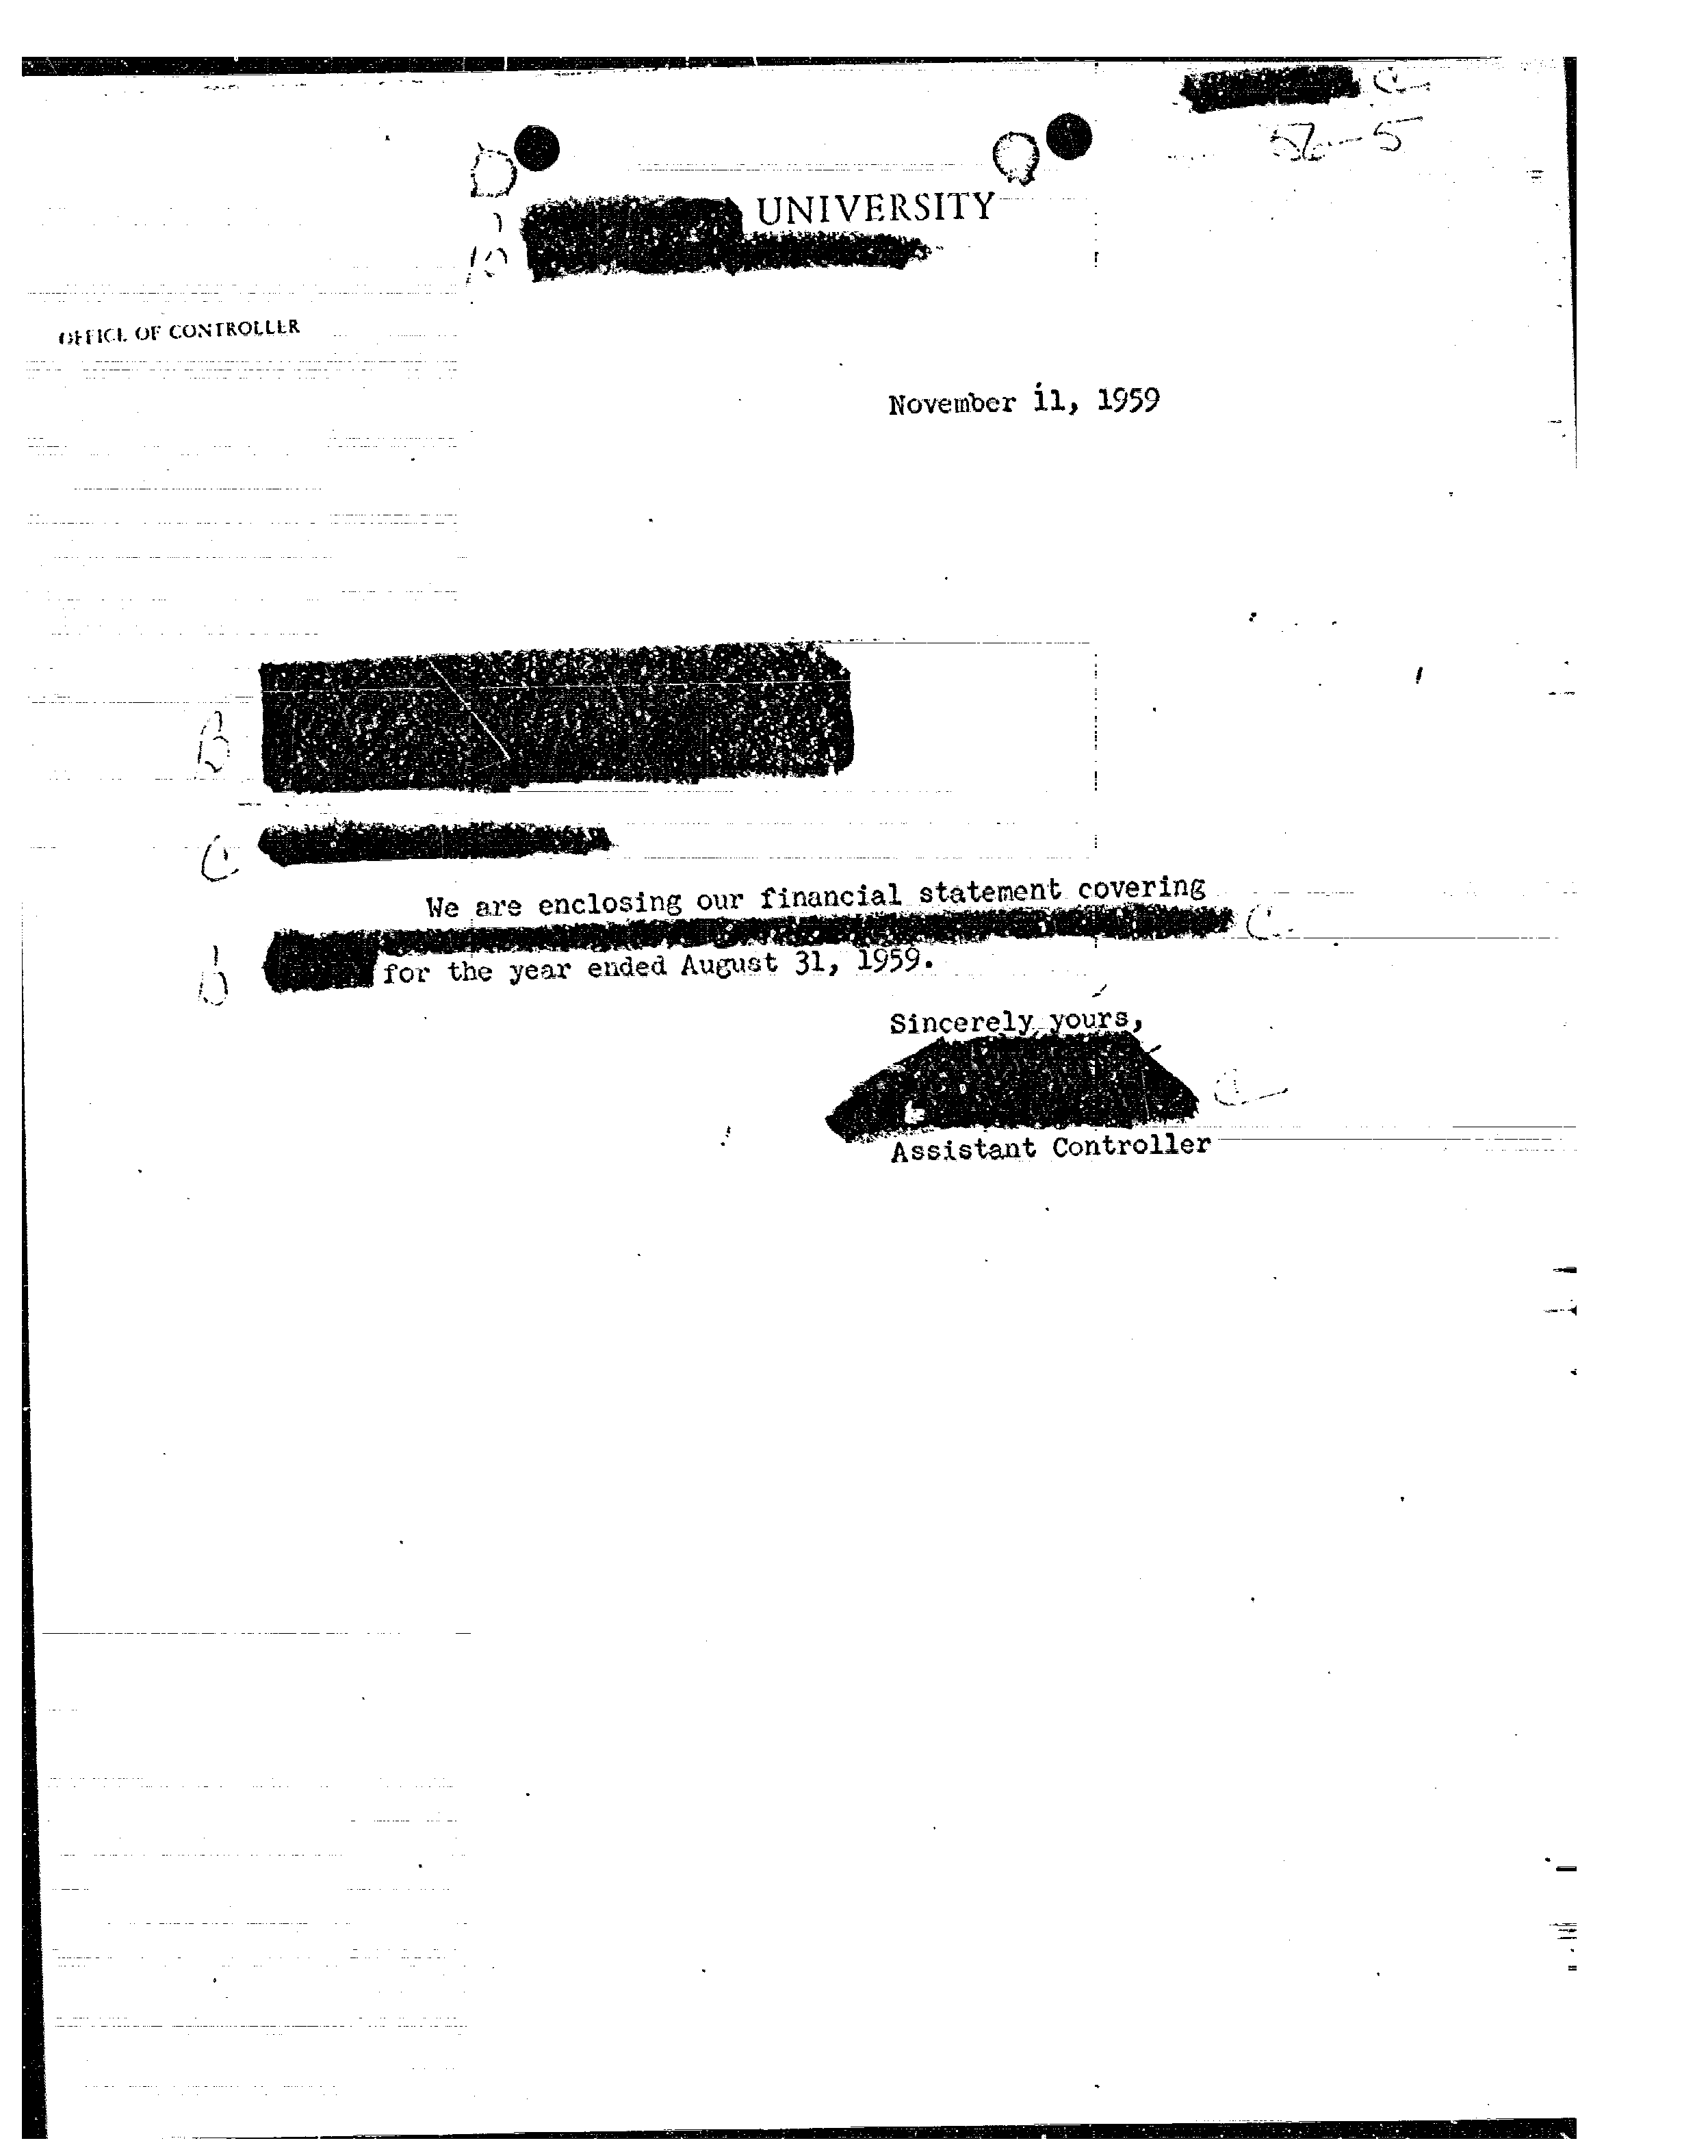 C
56-5
UNIVERSITY
B
OFFICE OF CONTROLLER
November 11, 1959
B
C
We are enclosing our financial statement covering
C
B for the year ended August 31, 1959.
Sincerely yours,
C
Assistant Controller